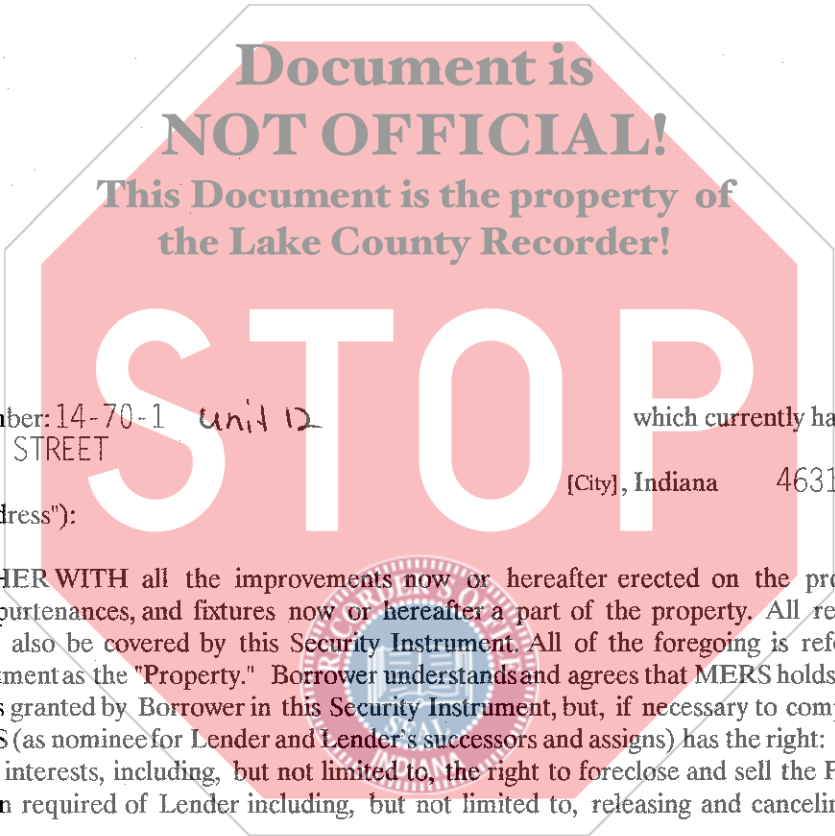 Document is
NOT OFFICIAL!
This Document is the property of
the Lake County Recorder!
STOP
ber: 14-70-1 unit 12 which currently ha
STREET
[City], Indiana 4631
dress"):
HER WITH all the improvements now or hereafter erected on the pro
purtenances, and fixtures now or hereafter a part of the property. All re
also be covered by this Security Instrument. All of the foregoing is refe
ment as the "Property." Borrower understands and agrees that MERS holds
s granted by Borrower in this Security Instrument, but, if necessary to comp
S (as nominee for Lender and Lender's successors and assigns) has the right:
interests, including, but not limited to, the right to foreclose and sell the P
n required of Lender including, but not limited to, releasing and cancelin
RECORDER'S OF
SEAL
INDIANA